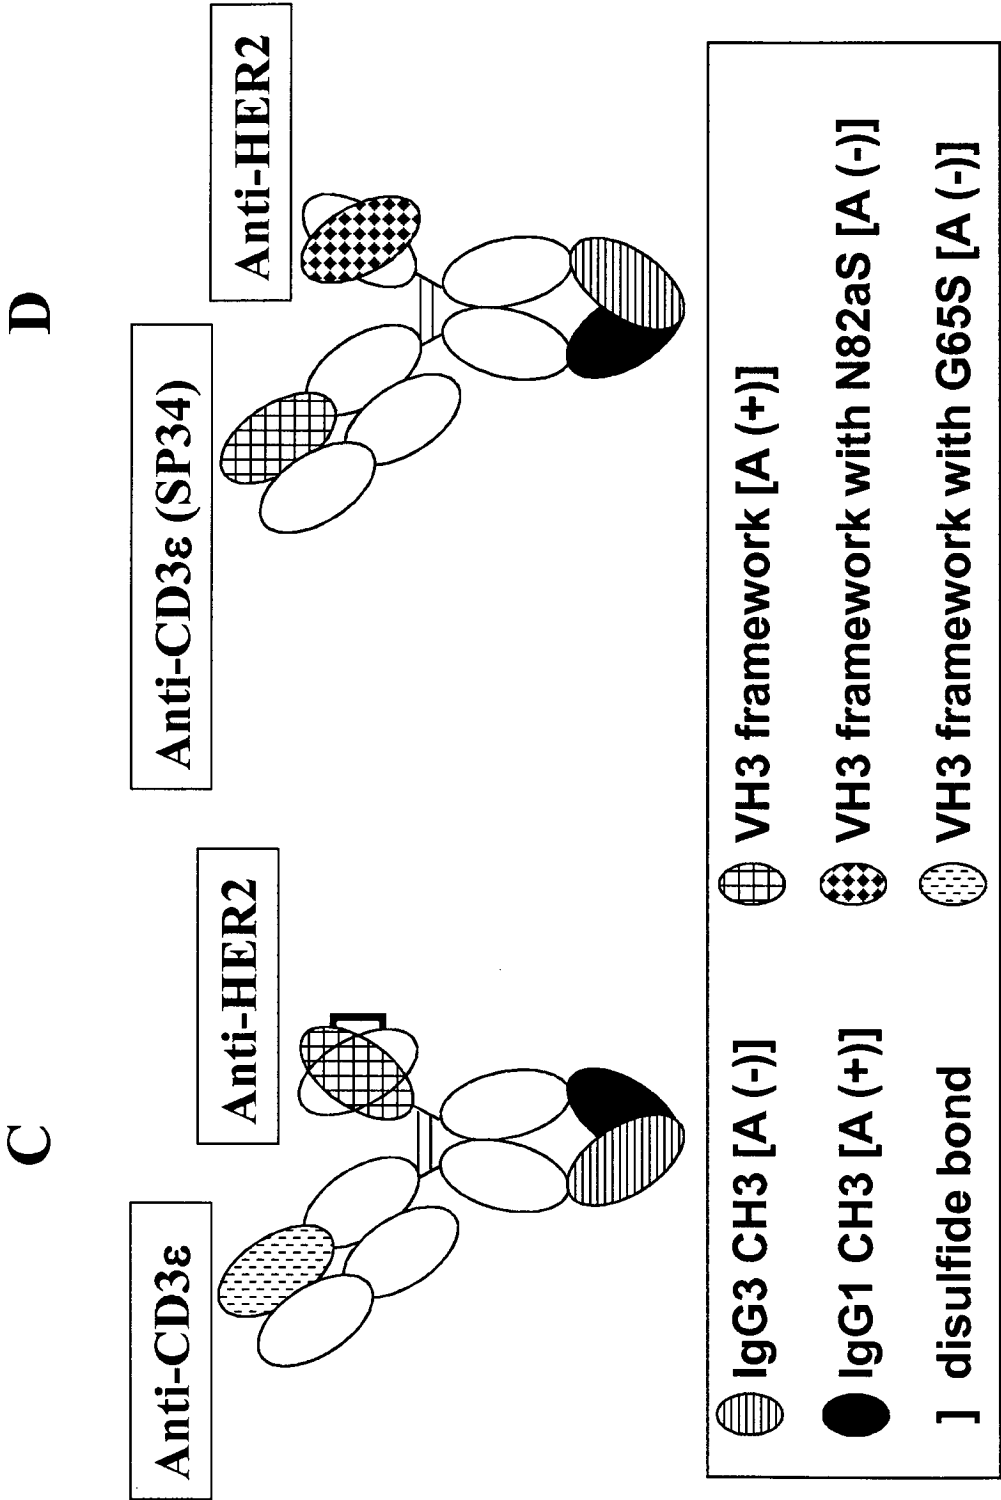 C
D
Anti-CD3ε
Anti-HER2
Anti-CD3ε (SP34)
Anti-HER2
IgG3 CH3 [A (-)]
VH3 framework [A (+)]
IgG1 CH3 [A (+)]
VH3 framework with N82aS [A (-)]
] disulfide bond
VH3 framework with G65S [A (-)]